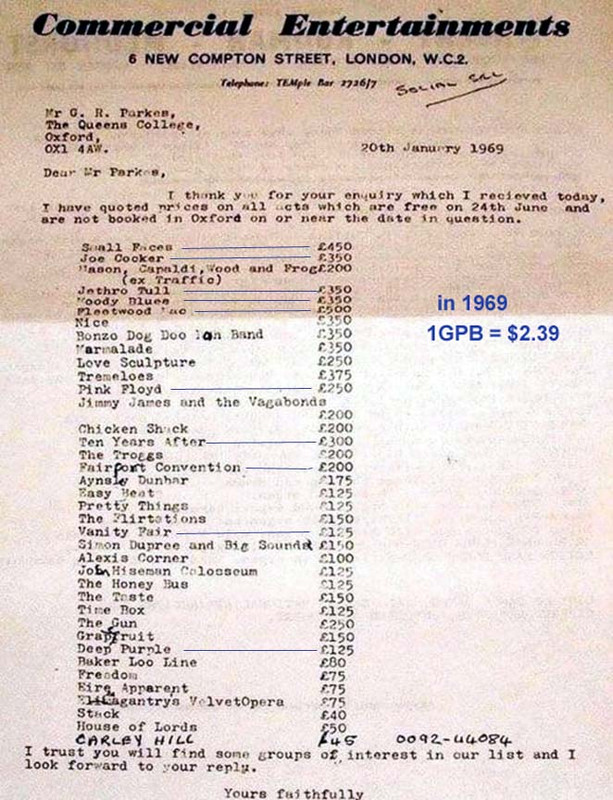 Commercial Entertainments
6 NEW COMPTON STREET, LONDON, W.C.2.
Telephone: TEMple Bar 2726/7
SOCIAL
Mr G. R. Parkes,
The Queens College,
Oxford,
OX1 4AW.
20th January 1969
Dear Mr Parkes,
I thank you for your enquiry which I recieved today,
I have quoted prices on all acts which are free on 24th June and
are not booked in Oxford on or near the date in question.
Small Faces £450
Joe Cooker £350
Mason, Capaldi,Wood and Frog£200
(ex Traffic)
Jethro Tull £350
Moody Blues £350
Fleetwood Mac £500
Nice £350
Bonzo Dog Doo Dah Band £350
Marmalade £350
Love Sculpture £250
Tremeloes £375
Pink Floyd £250
Jimmy James and the Vagabonds
£200
Chicken Shack £200
Ten Years After £300
The Troggs £200
Fairport Convention £200
Aynsley Dunbar £175
Easy Beat £125
Pretty Things £125
The Flirtations £150
Vanity Fair £125
Simon Dupree and Big Sound £150
Alexis Corner £100
John Hiseman Colosseum £125
The Honey Bus £125
The Taste £150
Time Box £125
The Gun £250
Grapfruit £150
Deep Purple £125
Baker Loo Line £80
Freedom £75
Eire Apparent £75
Elticagantrys VelvetOpera £75
Stack £40
House of Lords £50
CARLEY HILL £45 0092-44084
I trust you will find some groups of interest in our list and I
look forward to your reply.
Yours faithfully
in 1969
1GPB = $2.39